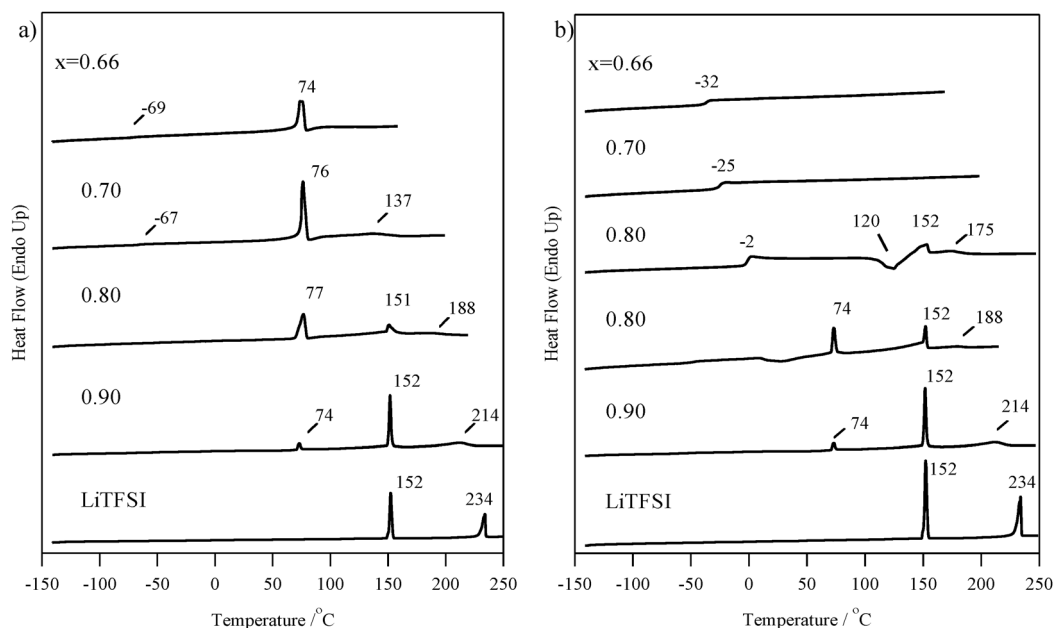 a)
x=0.66
-69
74
0.70
-67
76
137
0.80
77
151
188
0.90
74
152
214
LiTFSI
152
234
-150 -100 -50 0 50 100 150 200 250
Temperature / °C
Heat Flow (Endo Up)
b)
x=0.66
-32
0.70
-25
0.80
-2
120
152
175
0.80
74
152
188
0.90
74
152
214
LiTFSI
152
234
-150 -100 -50 0 50 100 150 200 250
Temperature / °C
Heat Flow (Endo Up)